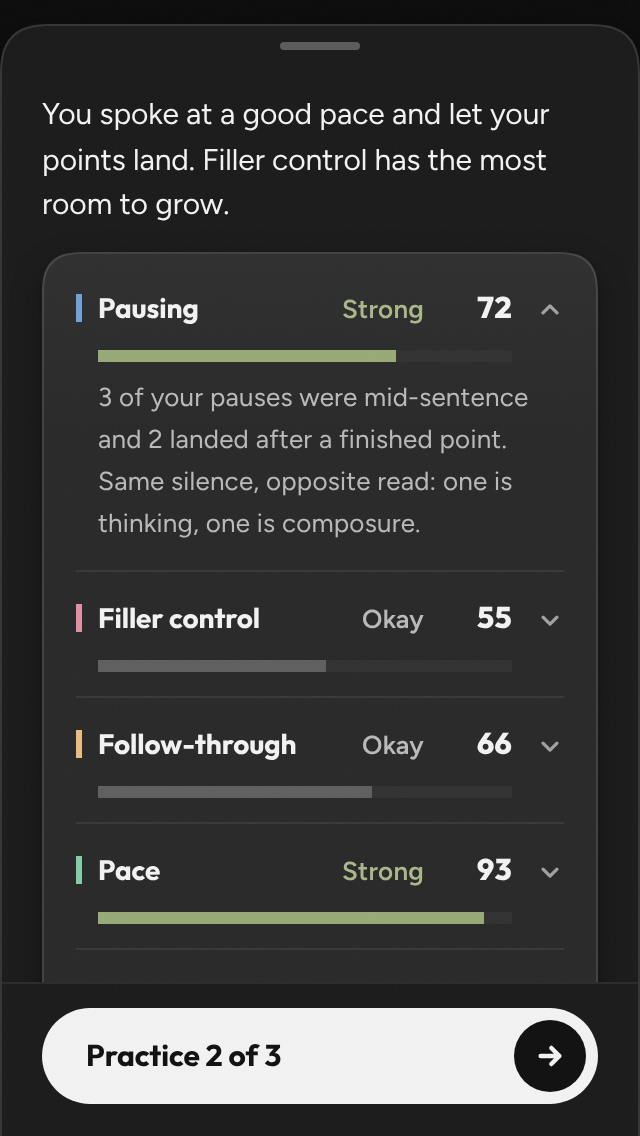 You spoke at a good pace and let your
points land. Filler control has the most
room to grow.
Pausing Strong 72
3 of your pauses were mid-sentence
and 2 landed after a finished point.
Same silence, opposite read: one is
thinking, one is composure.
Filler control Okay 55
Follow-through Okay 66
Pace Strong 93
Practice 2 of 3